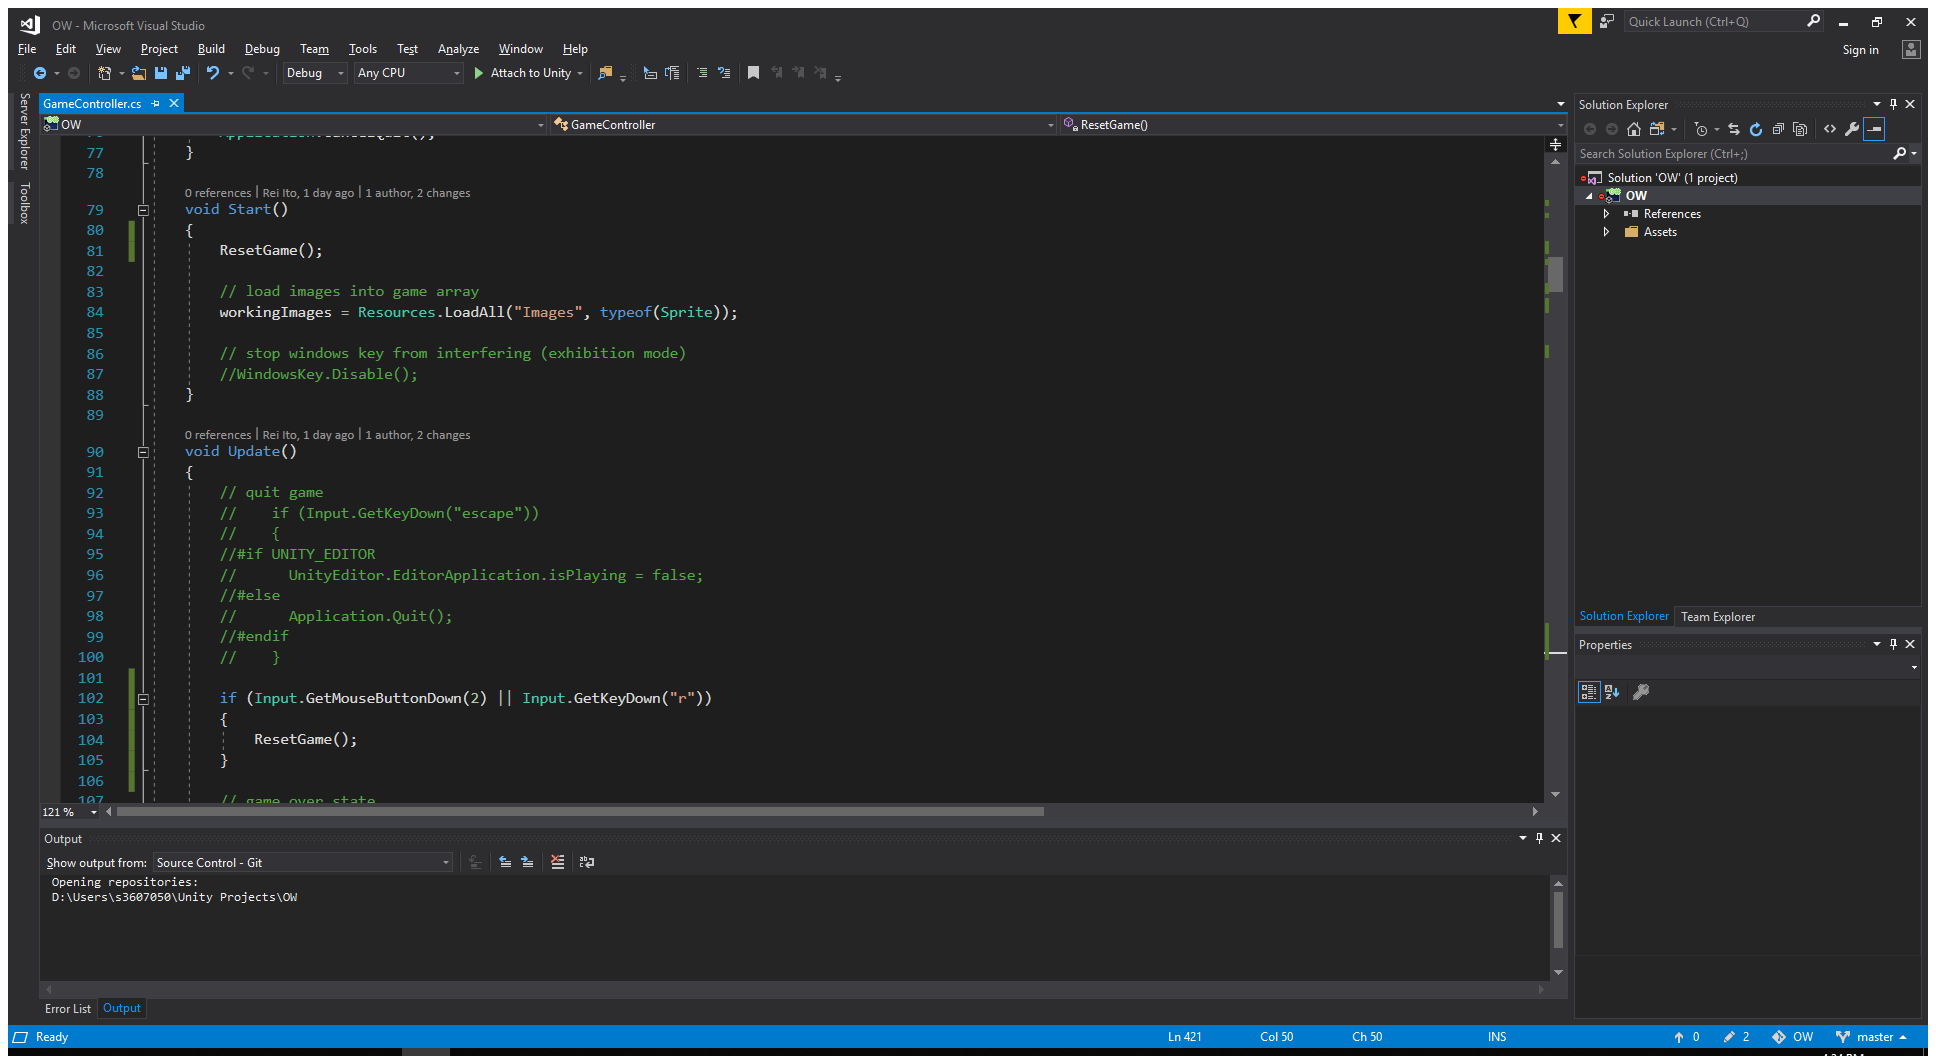 OW - Microsoft Visual Studio
Quick Launch (Ctrl+Q)
File Edit View Project Build Debug Team Tools Test Analyze Window Help
Sign in
Debug Any CPU Attach to Unity
Server Explorer
Toolbox
GameController.cs
OW GameController ResetGame()
77 }
78
0 references | Rei Ito, 1 day ago | 1 author, 2 changes
79 void Start()
80 {
81 ResetGame();
82
83 // load images into game array
84 workingImages = Resources.LoadAll("Images", typeof(Sprite));
85
86 // stop windows key from interfering (exhibition mode)
87 //WindowsKey.Disable();
88 }
89
0 references | Rei Ito, 1 day ago | 1 author, 2 changes
90 void Update()
91 {
92 // quit game
93 // if (Input.GetKeyDown("escape"))
94 // {
95 //#if UNITY_EDITOR
96 // UnityEditor.EditorApplication.isPlaying = false;
97 //#else
98 // Application.Quit();
99 //#endif
100 // }
101
102 if (Input.GetMouseButtonDown(2) || Input.GetKeyDown("r"))
103 {
104 ResetGame();
105 }
106
107 // game over state
121 %
Solution Explorer
Search Solution Explorer (Ctrl+;)
Solution 'OW' (1 project)
OW
References
Assets
Solution Explorer Team Explorer
Properties
Output
Show output from: Source Control - Git
Opening repositories:
D:\Users\s3607050\Unity Projects\OW
Error List Output
Ready Ln 421 Col 50 Ch 50 INS 0 2 OW master